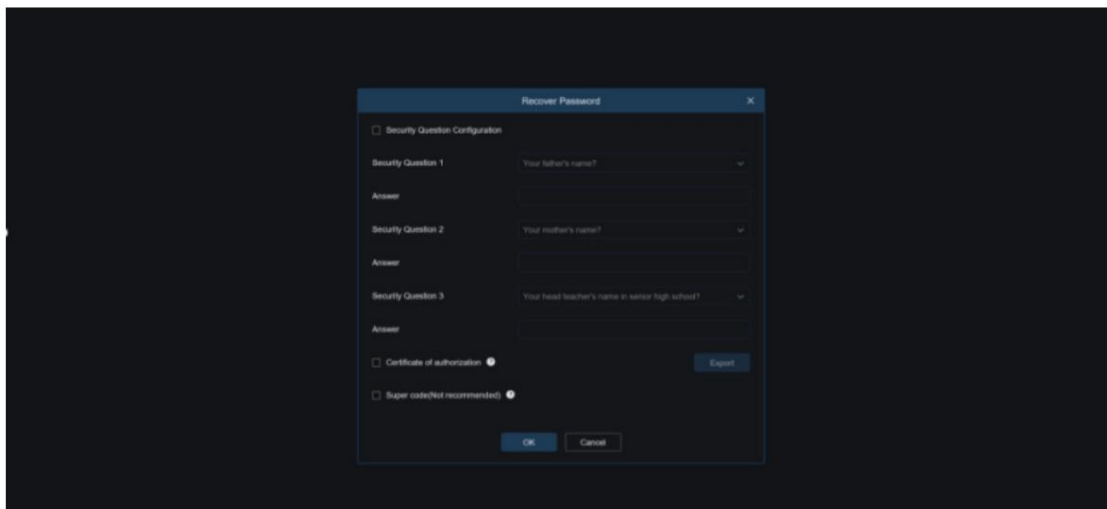 Recover Password
Security Question Configuration
Security Question 1 Your father's name?
Answer
Security Question 2 Your mother's name?
Answer
Security Question 3 Your head teacher's name in senior high school?
Answer
Certificate of authorization ? Export
Super code(Not recommended) ?
OK Cancel